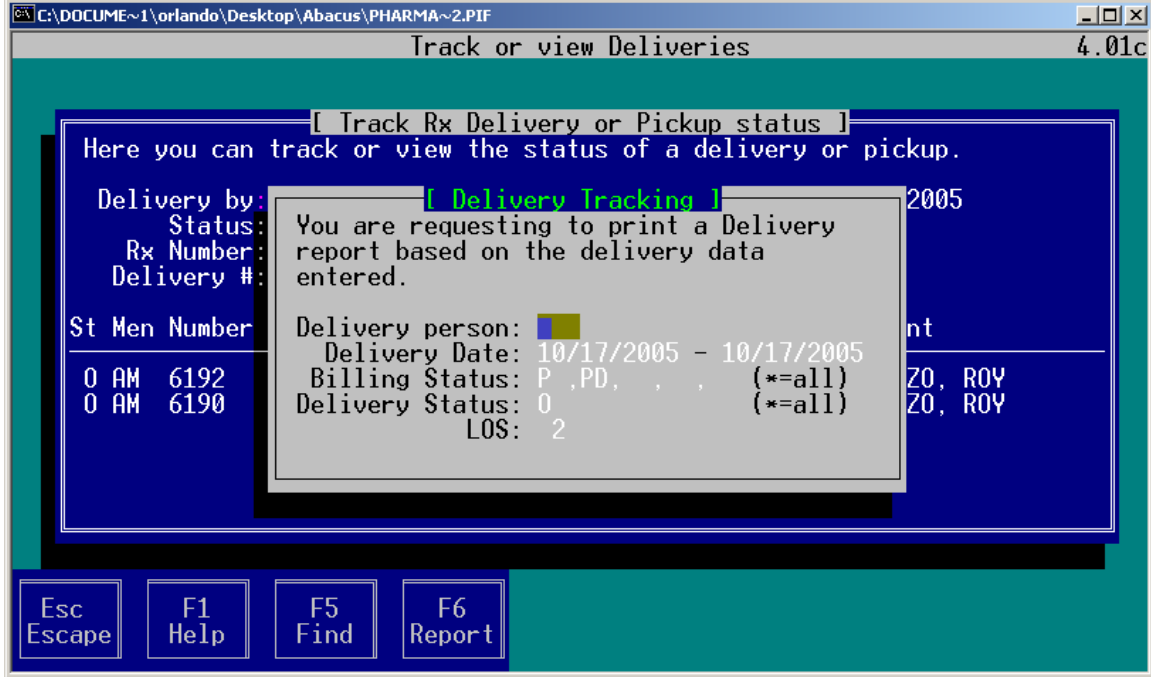 C:\DOCUME~1\orlando\Desktop\Abacus\PHARMA~2.PIF
Track or view Deliveries 4.01c
[ Track Rx Delivery or Pickup status ]
Here you can track or view the status of a delivery or pickup.
Delivery by: 2005
Status:
Rx Number:
Delivery #:
St Men Number nt
O AM 6192 ZO, ROY
O AM 6190 ZO, ROY
[ Delivery Tracking ]
You are requesting to print a Delivery
report based on the delivery data
entered.
Delivery person:
Delivery Date: 10/17/2005 - 10/17/2005
Billing Status: P ,PD, , , (*=all)
Delivery Status: O (*=all)
LOS: 2
Esc F1 F5 F6
Escape Help Find Report